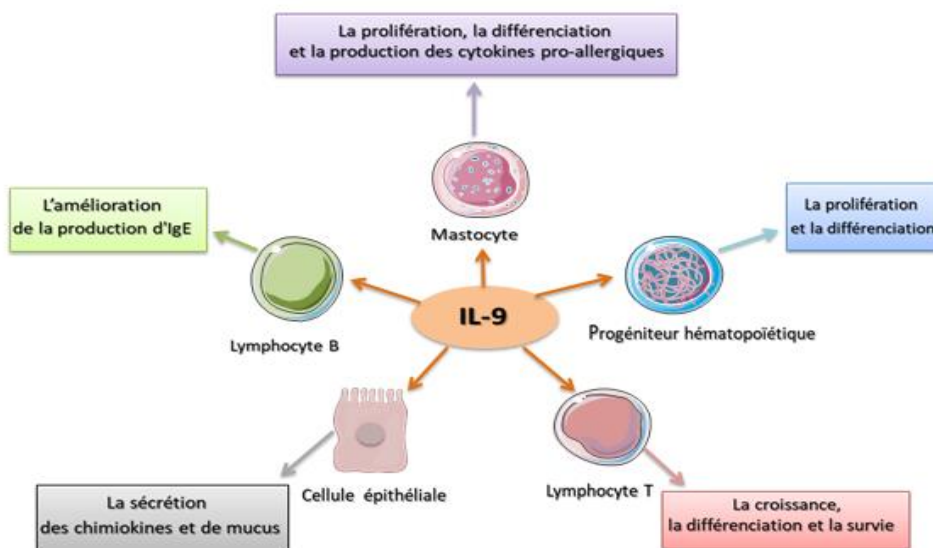 La prolifération, la différenciation
et la production des cytokines pro-allergiques
L'amélioration
de la production d'IgE
Mastocyte
La prolifération
et la différenciation
Lymphocyte B
IL-9
Progéniteur hématopoïétique
Cellule épithéliale
Lymphocyte T
La sécrétion
des chimiokines et de mucus
La croissance,
la différenciation et la survie